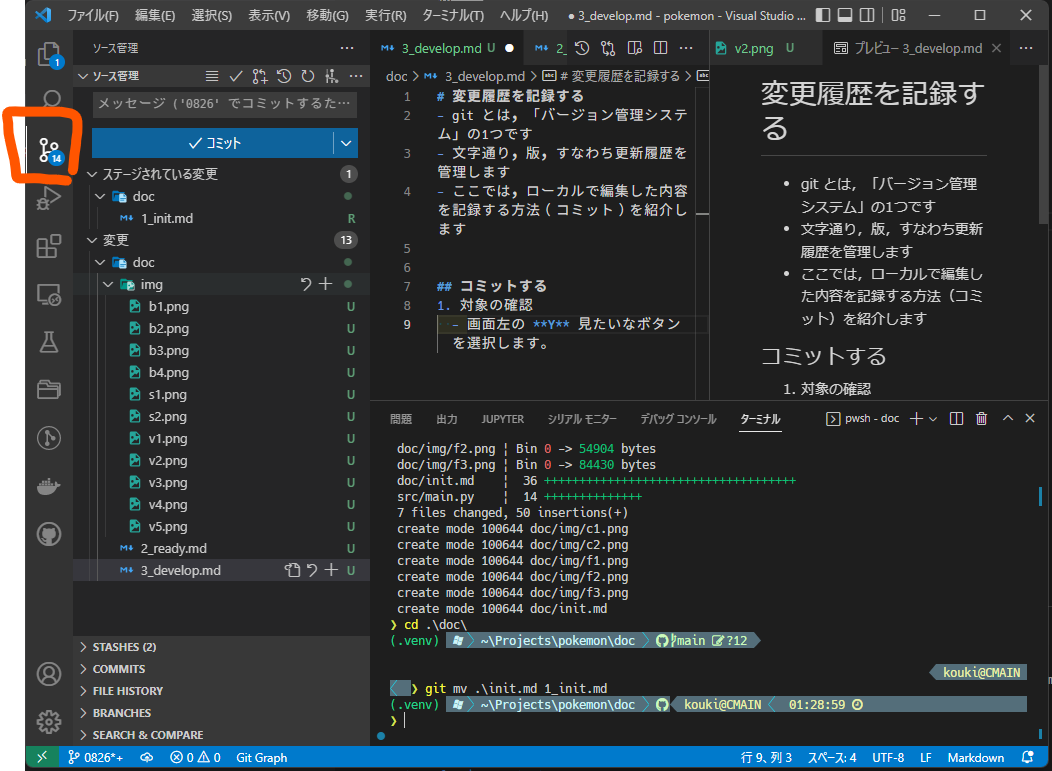 ファイル(F) 編集(E) 選択(S) 表示(V) 移動(G) 実行(R) ターミナル(T) ヘルプ(H) ● 3_develop.md - pokemon - Visual Studio ...
ソース管理
ソース管理
メッセージ ('0826' でコミットするた…
コミット
ステージされている変更 1
doc
1_init.md R
変更 13
doc
img
b1.png U
b2.png U
b3.png U
b4.png U
s1.png U
s2.png U
v1.png U
v2.png U
v3.png U
v4.png U
v5.png U
2_ready.md U
3_develop.md U
STASHES (2)
COMMITS
FILE HISTORY
BRANCHES
SEARCH & COMPARE
1
14
3_develop.md U ● 2_
doc > 3_develop.md > # 変更履歴を記録する >
1 # 変更履歴を記録する
2 - git とは，「バージョン管理システ
ム」の1つです
3 - 文字通り，版，すなわち更新履歴を
管理します
4 - ここでは，ローカルで編集した内容
を記録する方法（コミット）を紹介し
ます
5
6
7 ## コミットする
8 1. 対象の確認
9 - 画面左の **Y** 見たいなボタン
を選択します。
v2.png U プレビュー 3_develop.md
変更履歴を記録す
る
• git とは，「バージョン管理
システム」の1つです
• 文字通り，版，すなわち更新
履歴を管理します
• ここでは，ローカルで編集し
た内容を記録する方法（コミ
ット）を紹介します
コミットする
1. 対象の確認
問題 出力 JUPYTER シリアル モニター デバッグ コンソール ターミナル pwsh - doc
doc/img/f2.png ¦ Bin 0 -> 54904 bytes
doc/img/f3.png ¦ Bin 0 -> 84430 bytes
doc/init.md ¦ 36 ++++++++++++++++++++++++++++++++++++
src/main.py ¦ 14 ++++++++++++++
7 files changed, 50 insertions(+)
create mode 100644 doc/img/c1.png
create mode 100644 doc/img/c2.png
create mode 100644 doc/img/f1.png
create mode 100644 doc/img/f2.png
create mode 100644 doc/img/f3.png
create mode 100644 doc/init.md
❯ cd .\doc\
(.venv) ~\Projects\pokemon\doc main ?12
kouki@CMAIN
❯ git mv .\init.md 1_init.md
(.venv) ~\Projects\pokemon\doc kouki@CMAIN 01:28:59
❯
0826*+ 0 0 Git Graph 行 9、列 3 スペース: 4 UTF-8 LF Markdown